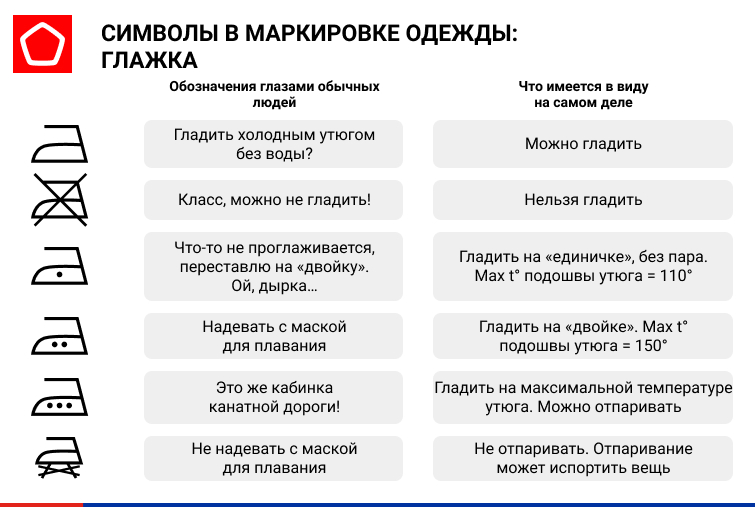 СИМВОЛЫ В МАРКИРОВКЕ ОДЕЖДЫ:
ГЛАЖКА
Обозначения глазами обычных
людей
Что имеется в виду
на самом деле
Гладить холодным утюгом
без воды?
Можно гладить
Класс, можно не гладить!
Нельзя гладить
Что-то не проглаживается,
переставлю на «двойку».
Ой, дырка...
Гладить на «единичке», без пара.
Max t° подошвы утюга = 110°
Надевать с маской
для плавания
Гладить на «двойке». Max t°
подошвы утюга = 150°
Это же кабинка
канатной дороги!
Гладить на максимальной температуре
утюга. Можно отпаривать
Не надевать с маской
для плавания
Не отпаривать. Отпаривание
может испортить вещь